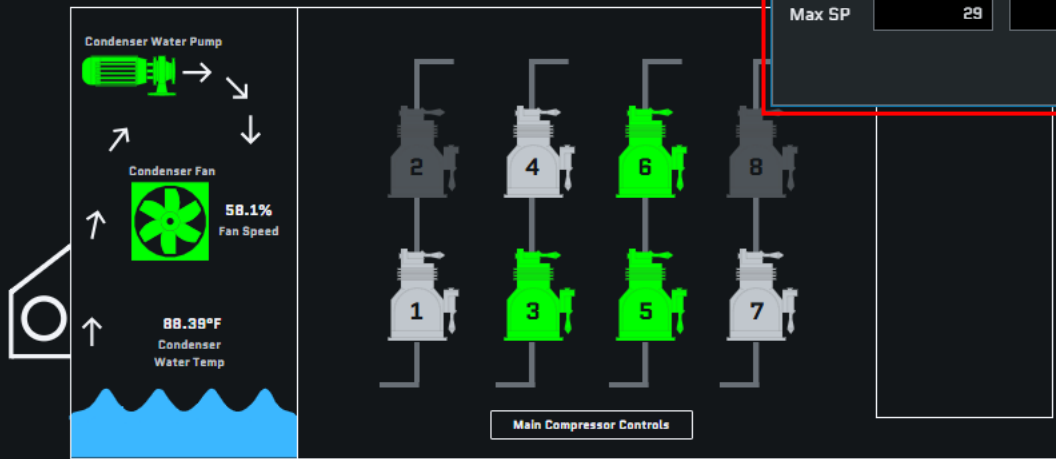 Max SP 29
Condenser Water Pump
Condenser Fan
58.1%
Fan Speed
88.39°F
Condenser
Water Temp
2 4 6 8
1 3 5 7
Main Compressor Controls